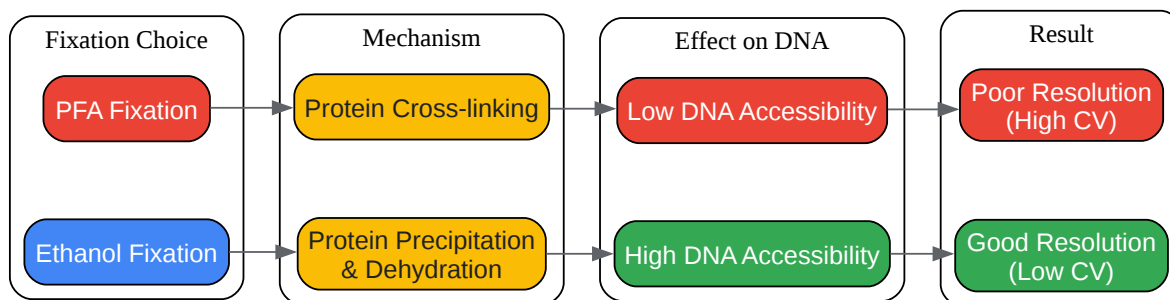 Fixation Choice
Mechanism
Effect on DNA
Result
PFA Fixation
Protein Cross-linking
Low DNA Accessibility
Poor Resolution
(High CV)
Ethanol Fixation
Protein Precipitation
& Dehydration
High DNA Accessibility
Good Resolution
(Low CV)